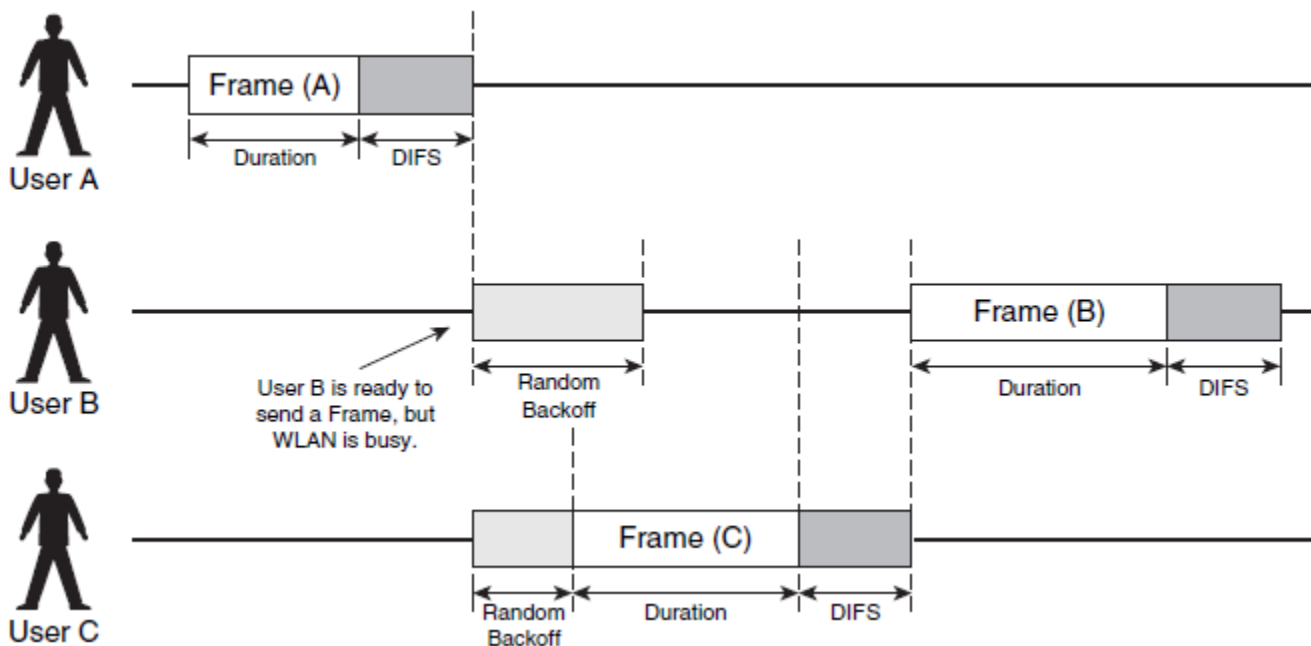 Frame (A)
Duration
DIFS
User A
Frame (B)
User B is ready to
send a Frame, but
WLAN is busy.
Random
Backoff
Duration
DIFS
User B
Frame (C)
Random
Backoff
Duration
DIFS
User C